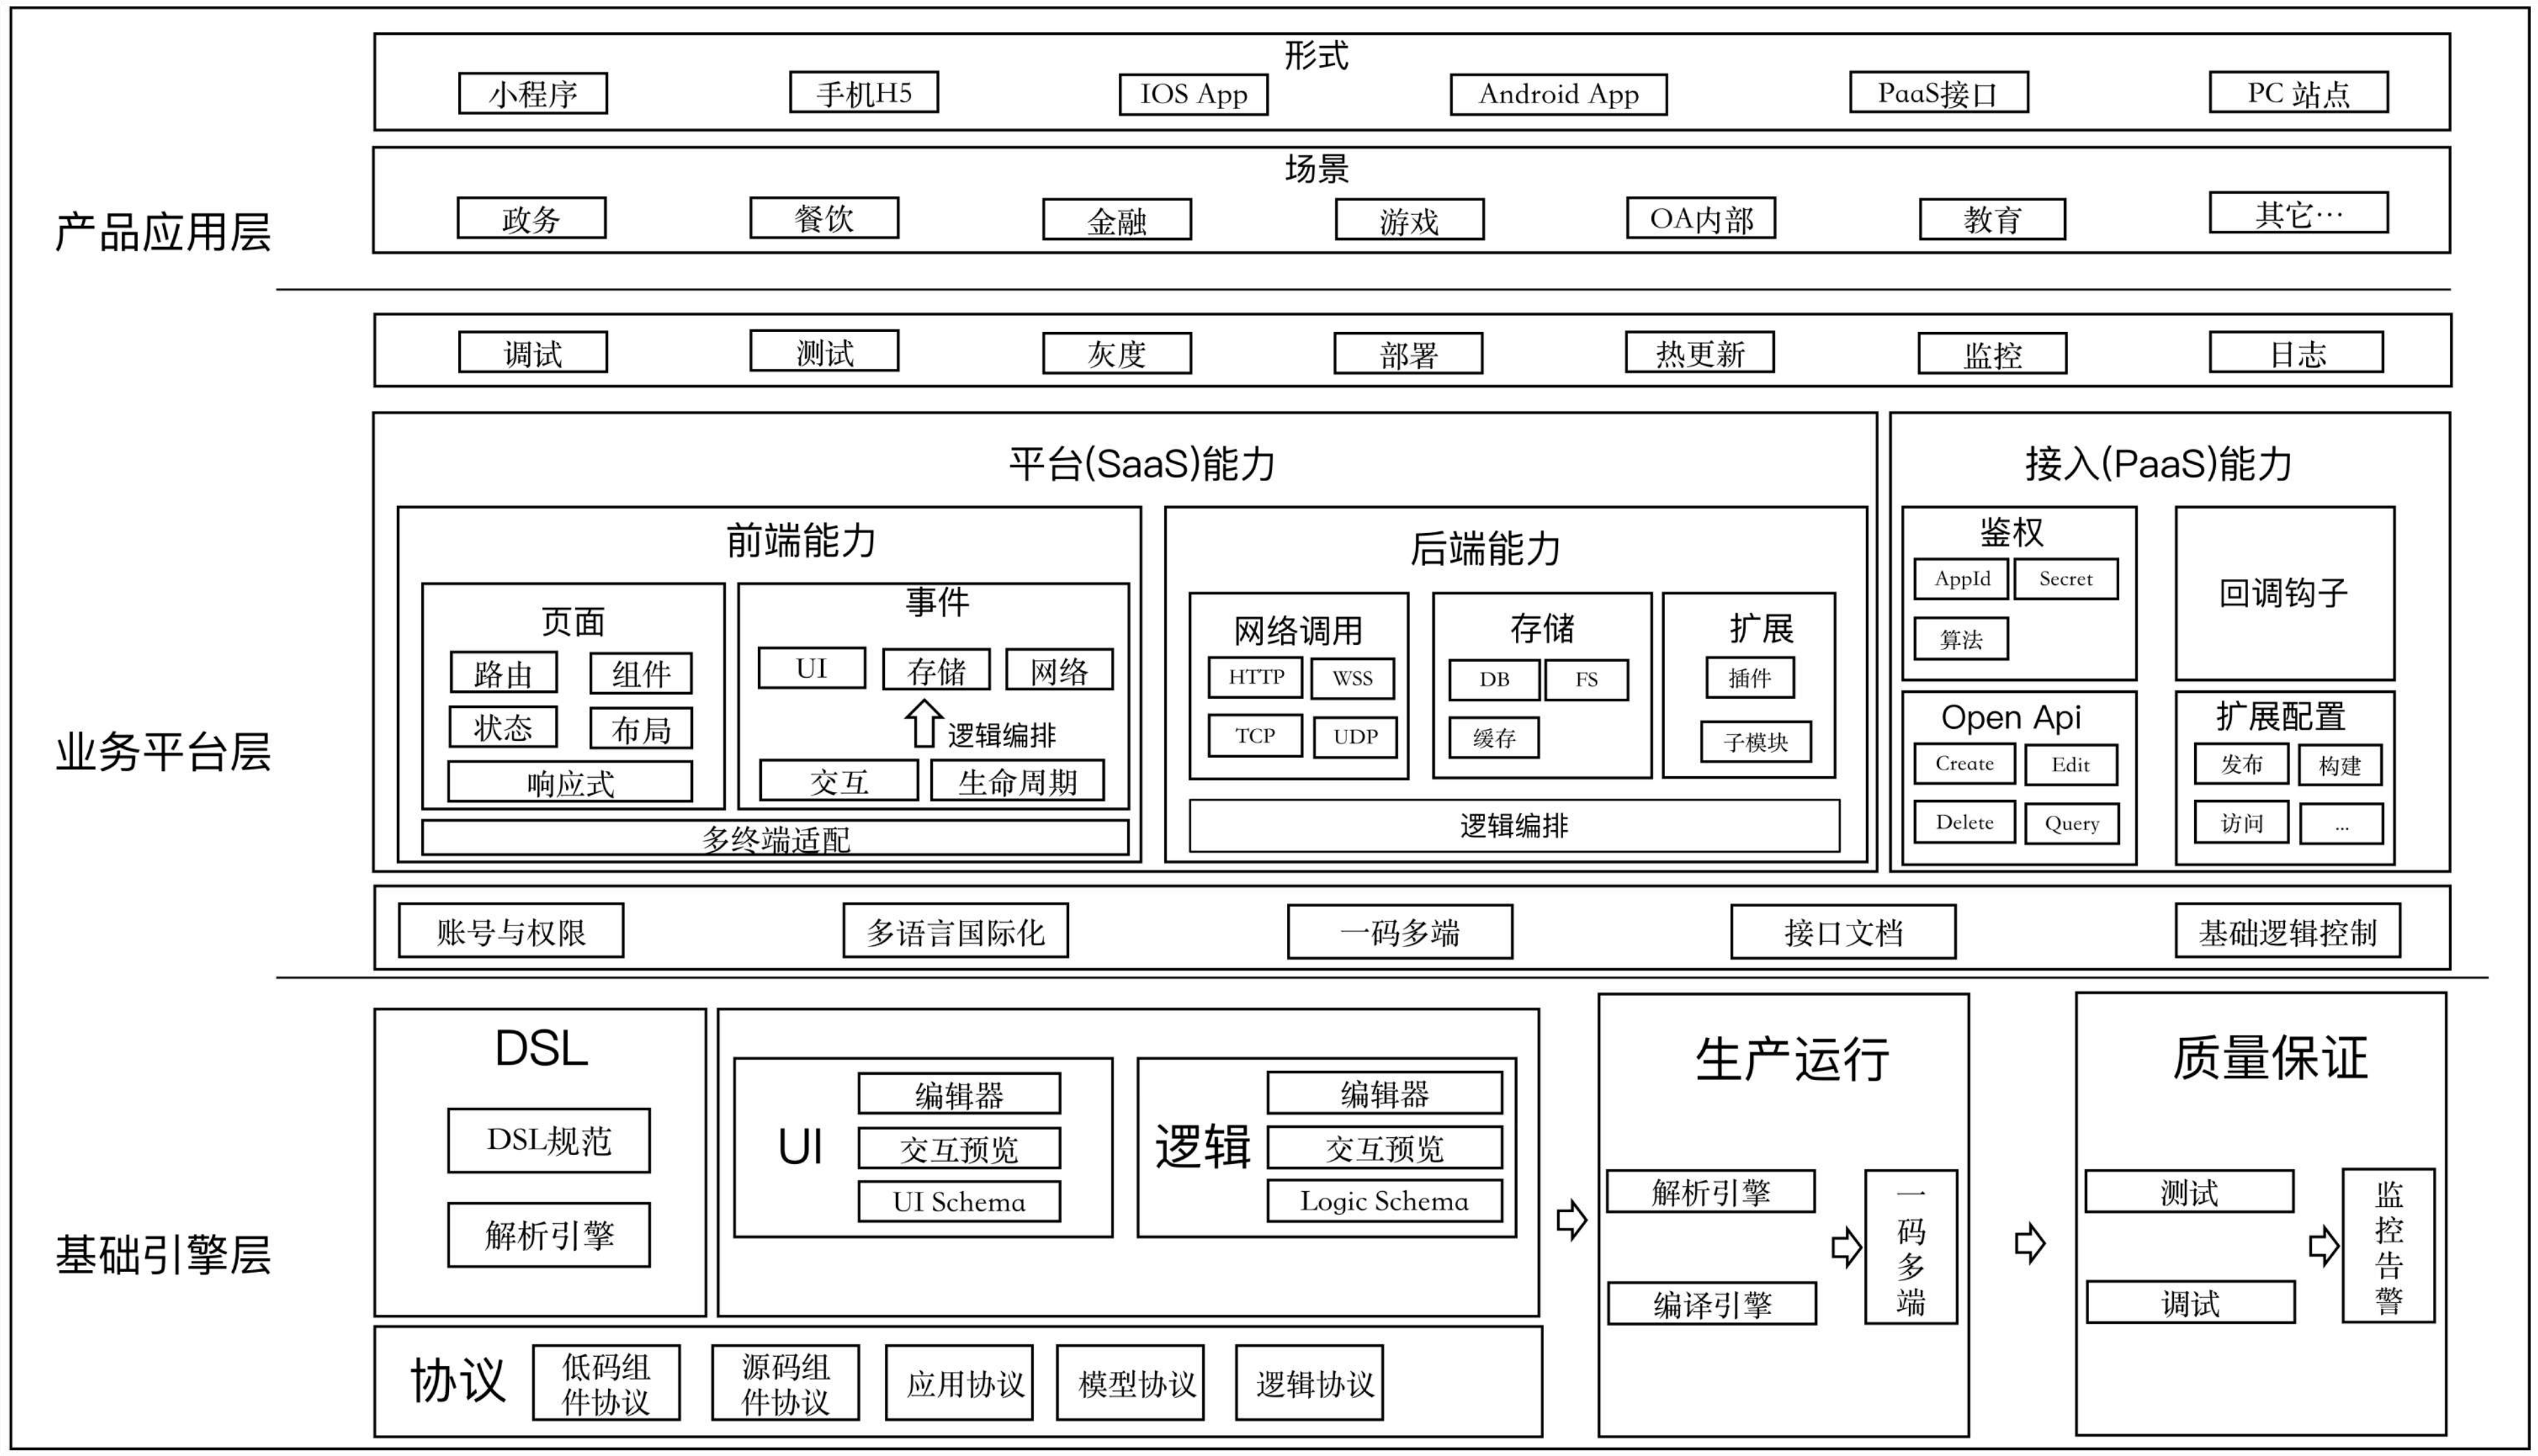 形式
小程序
手机H5
IOS App
Android App
PaaS接口
PC 站点
产品应用层
场景
政务
餐饮
金融
游戏
OA内部
教育
其它…
调试
测试
灰度
部署
热更新
监控
日志
业务平台层
平台(SaaS)能力
前端能力
页面
路由
组件
状态
布局
响应式
事件
UI
存储
网络
逻辑编排
交互
生命周期
多终端适配
后端能力
网络调用
HTTP
WSS
TCP
UDP
存储
DB
FS
缓存
扩展
插件
子模块
逻辑编排
接入(PaaS)能力
鉴权
AppId
Secret
算法
回调钩子
Open Api
Create
Edit
Delete
Query
扩展配置
发布
构建
访问
...
账号与权限
多语言国际化
一码多端
接口文档
基础逻辑控制
基础引擎层
DSL
DSL规范
解析引擎
UI
编辑器
交互预览
UI Schema
逻辑
编辑器
交互预览
Logic Schema
协议
低码组
件协议
源码组
件协议
应用协议
模型协议
逻辑协议
生产运行
解析引擎
编译引擎
一
码
多
端
质量保证
测试
调试
监
控
告
警